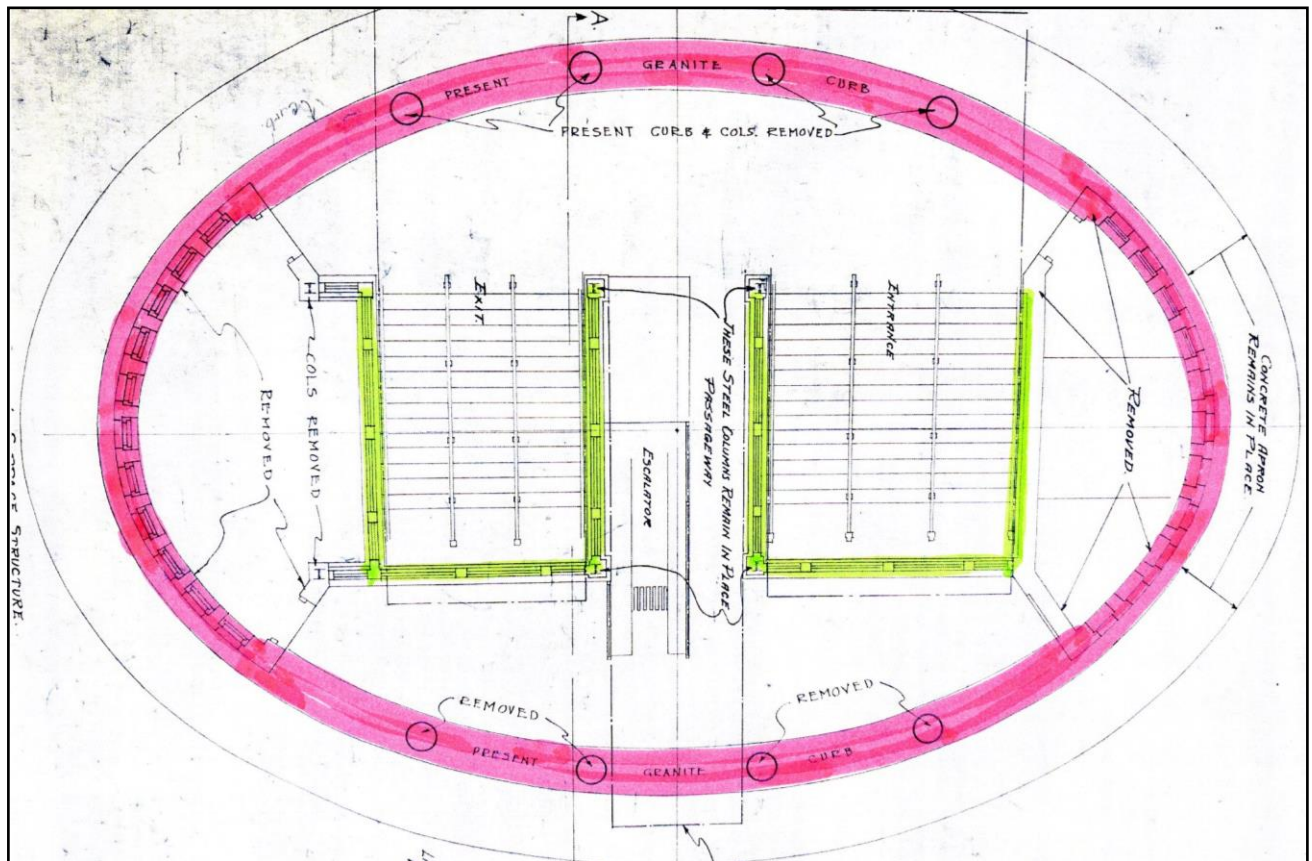 A
PRESENT
GRANITE
CURB
Curb.
PRESENT CURB & COLS. REMOVED
EXIT.
ENTRANCE
THESE STEEL COLUMNS REMAIN IN PLACE
PASSAGEWAY
ESCALATOR
H
H
H
H
COLS REMOVED
REMOVED
REMOVED.
CONCRETE APRON
REMAINS IN PLACE
REMOVED
REMOVED
PRESENT
GRANITE
CURB
STRUCTURE.